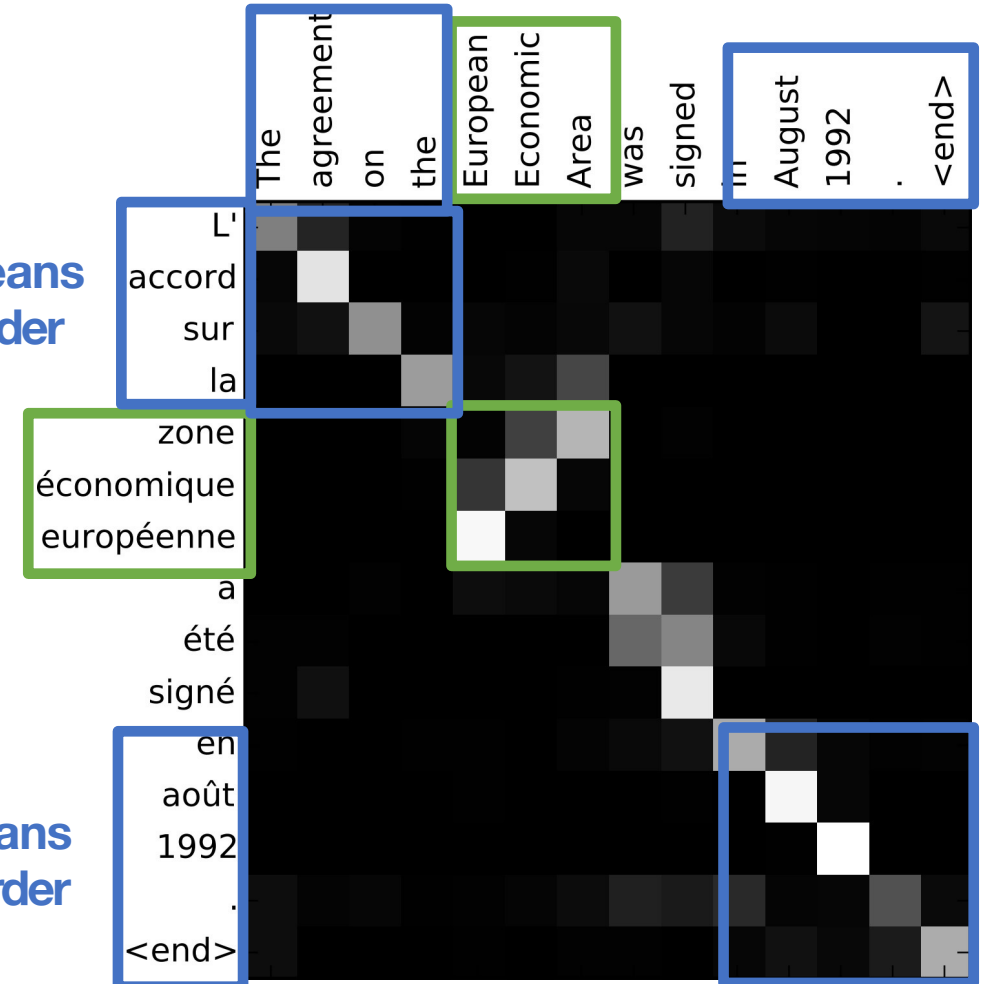 The
agreement
on
the
European
Economic
Area
was
signed
in
August
1992
.
<end>
L'
accord
sur
la
zone
économique
européenne
a
été
signé
en
août
1992
.
<end>